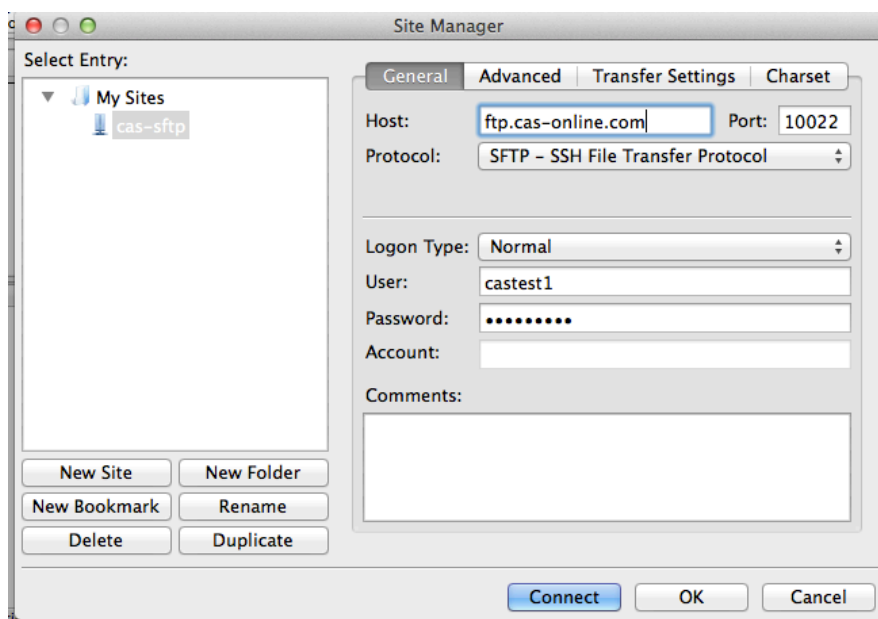 Site Manager
Select Entry:
My Sites
cas-sftp
New Site
New Folder
New Bookmark
Rename
Delete
Duplicate
General
Advanced
Transfer Settings
Charset
Host:
ftp.cas-online.com
Port:
10022
Protocol:
SFTP – SSH File Transfer Protocol
Logon Type:
Normal
User:
castest1
Password:
•••••••••
Account:
Comments:
Connect
OK
Cancel